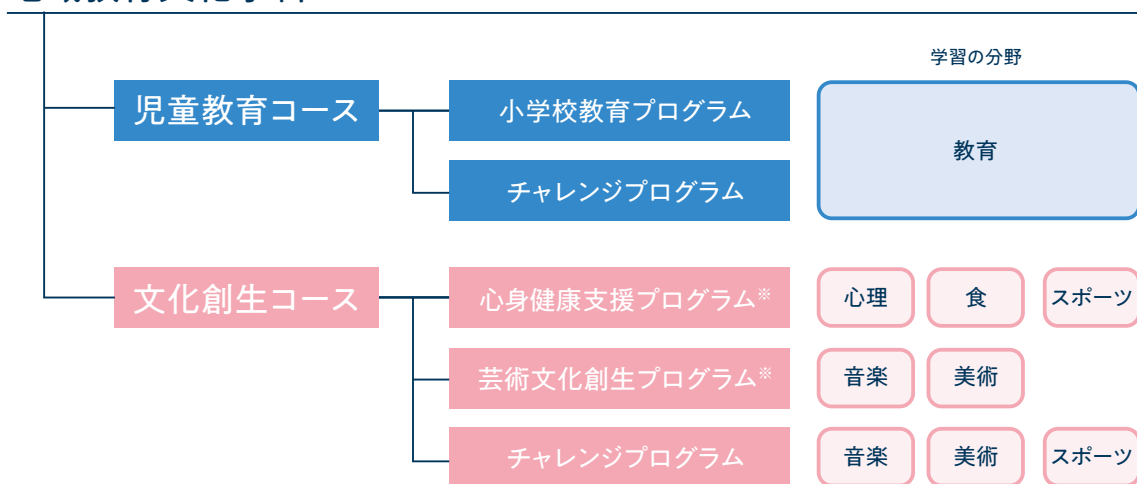 学習の分野
児童教育コース
小学校教育プログラム
教育
チャレンジプログラム
文化創生コース
心身健康支援プログラム※
心理
食
スポーツ
芸術文化創生プログラム※
音楽
美術
チャレンジプログラム
音楽
美術
スポーツ